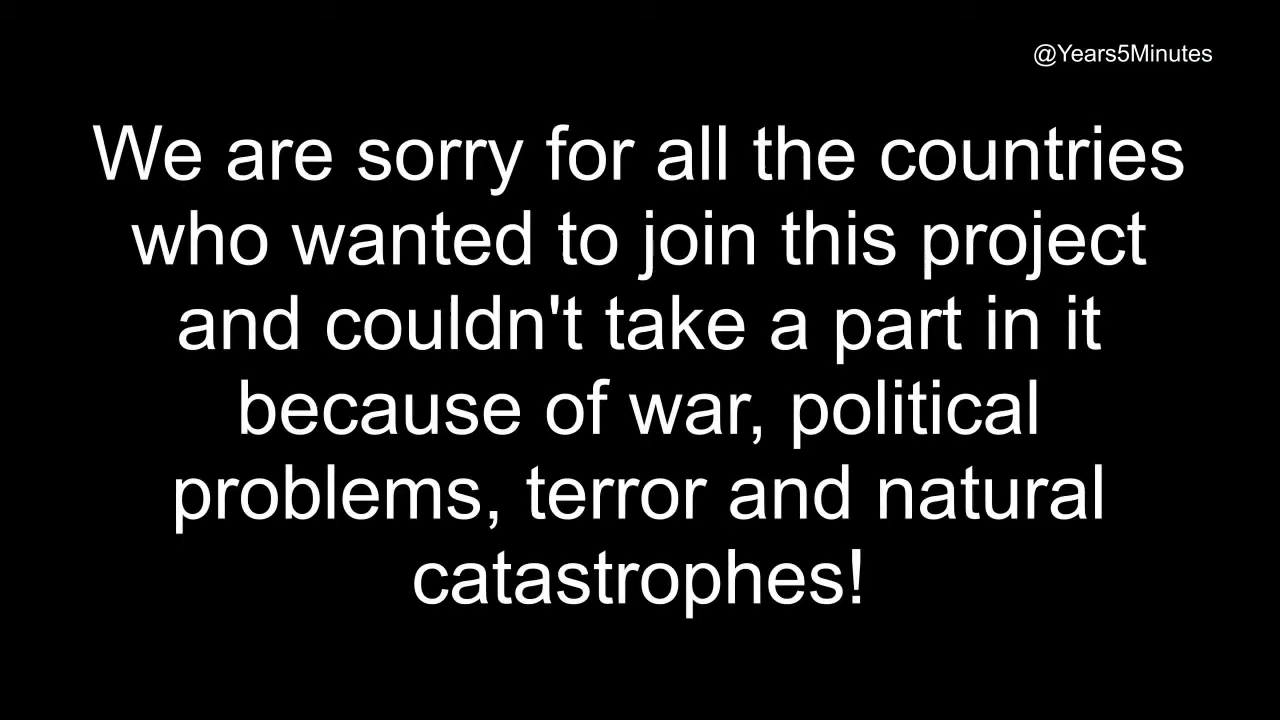 @Years5Minutes
We are sorry for all the countries
who wanted to join this project
and couldn't take a part in it
because of war, political
problems, terror and natural
catastrophes!